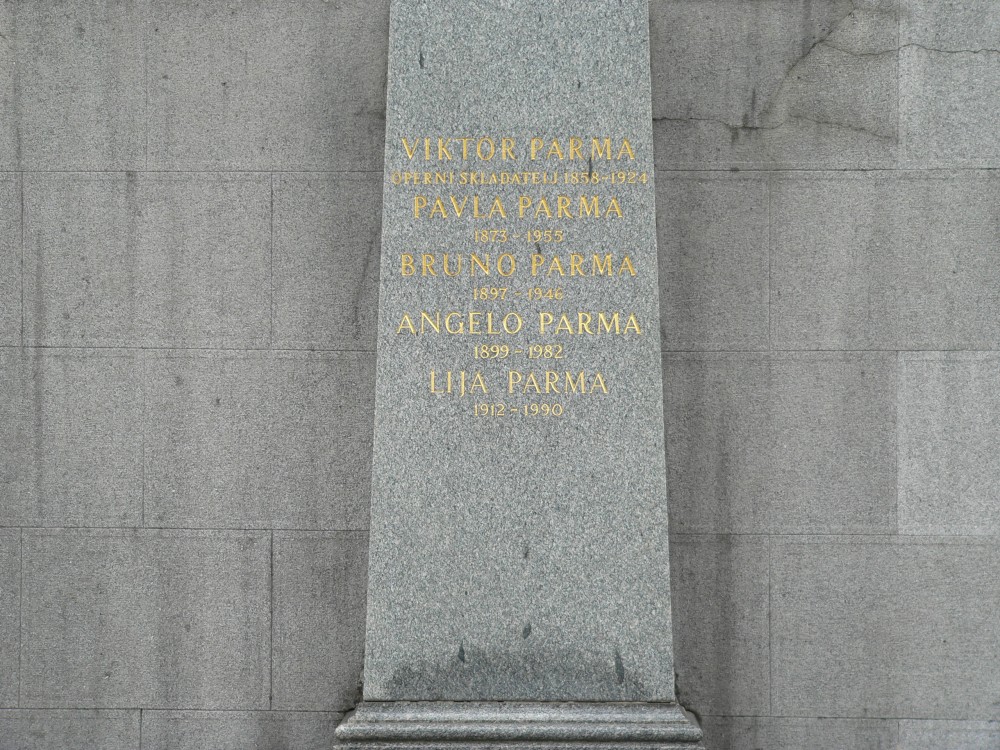 VIKTOR PARMA
OPERNI SKLADATELJ 1858-1924
PAVLA PARMA
1873 - 1955
BRUNO PARMA
1897 - 1946
ANGELO PARMA
1899 - 1982
LIJA PARMA
1912 - 1990